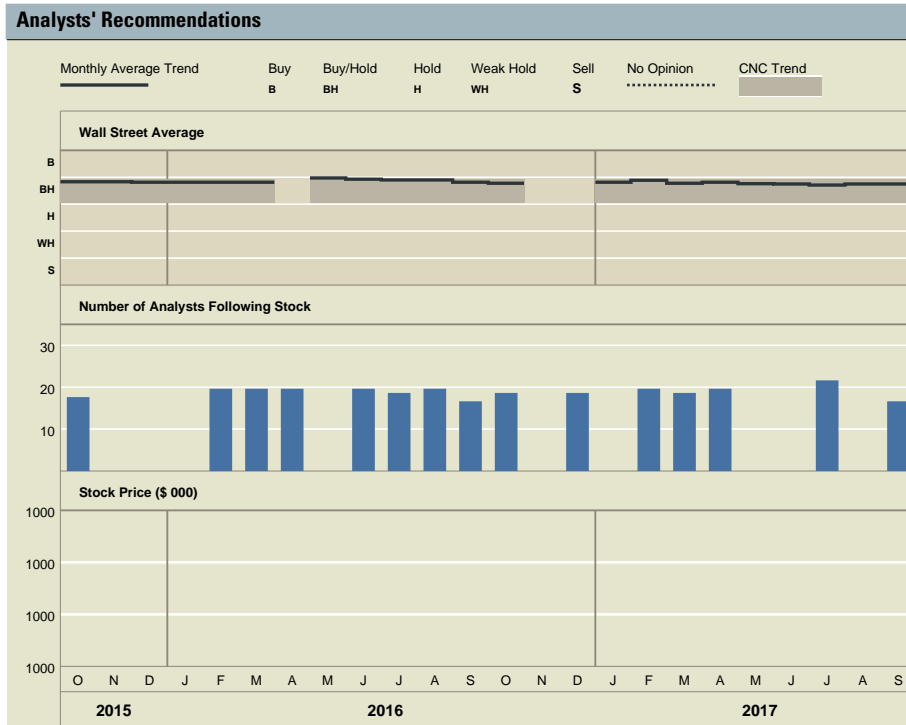 Analysts' Recommendations
Monthly Average Trend Buy Buy/Hold Hold Weak Hold Sell No Opinion CNC Trend
B BH H WH S
Wall Street Average
B
BH
H
WH
S
Number of Analysts Following Stock
30
20
10
Stock Price ($ 000)
1000
1000
1000
1000
O N D J F M A M J J A S O N D J F M A M J J A S
2015 2016 2017